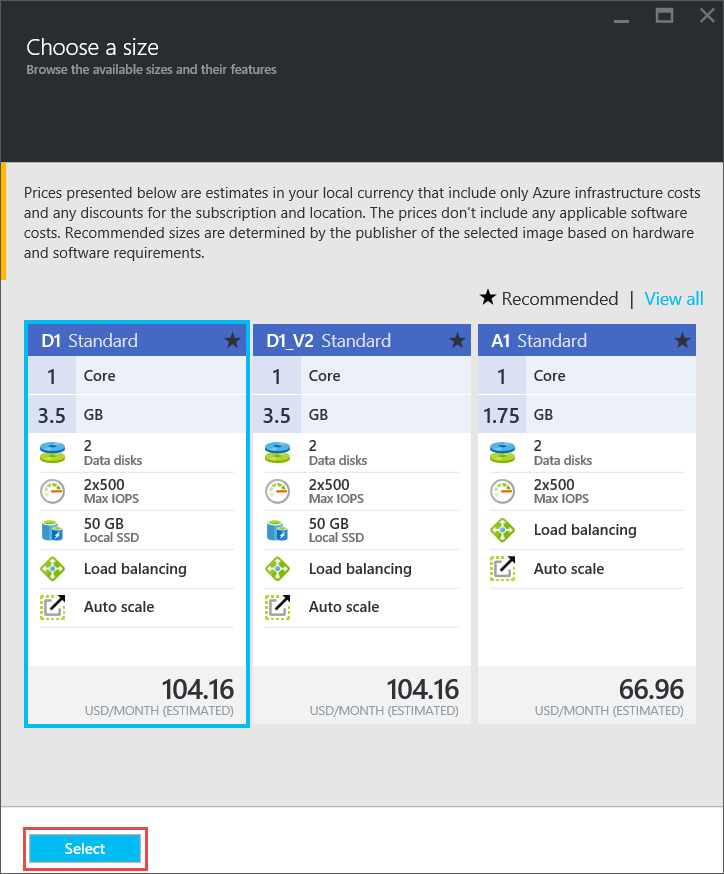 Choose a size
Browse the available sizes and their features
Prices presented below are estimates in your local currency that include only Azure infrastructure costs
and any discounts for the subscription and location. The prices don't include any applicable software
costs. Recommended sizes are determined by the publisher of the selected image based on hardware
and software requirements.
★ Recommended | View all
D1 Standard ★
1 Core
3.5 GB
2
Data disks
2x500
Max IOPS
50 GB
Local SSD
Load balancing
Auto scale
104.16
USD/MONTH (ESTIMATED)
D1_V2 Standard ★
1 Core
3.5 GB
2
Data disks
2x500
Max IOPS
50 GB
Local SSD
Load balancing
Auto scale
104.16
USD/MONTH (ESTIMATED)
A1 Standard ★
1 Core
1.75 GB
2
Data disks
2x500
Max IOPS
Load balancing
Auto scale
66.96
USD/MONTH (ESTIMATED)
Select